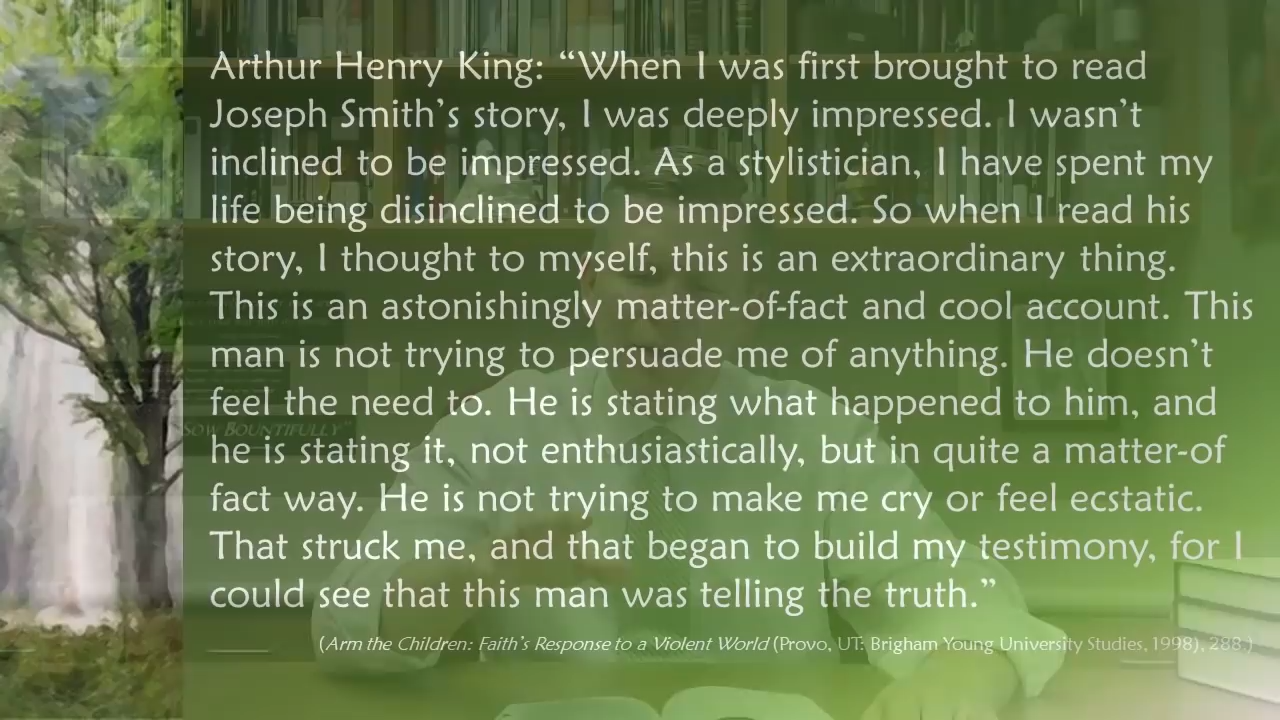 Arthur Henry King: “When I was first brought to read
Joseph Smith’s story, I was deeply impressed. I wasn’t
inclined to be impressed. As a stylistician, I have spent my
life being disinclined to be impressed. So when I read his
story, I thought to myself, this is an extraordinary thing.
This is an astonishingly matter-of-fact and cool account. This
man is not trying to persuade me of anything. He doesn’t
feel the need to. He is stating what happened to him, and
he is stating it, not enthusiastically, but in quite a matter-of
fact way. He is not trying to make me cry or feel ecstatic.
That struck me, and that began to build my testimony, for I
could see that this man was telling the truth.”
(Arm the Children: Faith’s Response to a Violent World (Provo, UT: Brigham Young University Studies, 1998), 288.)
SOW BOUNTIFULLY”